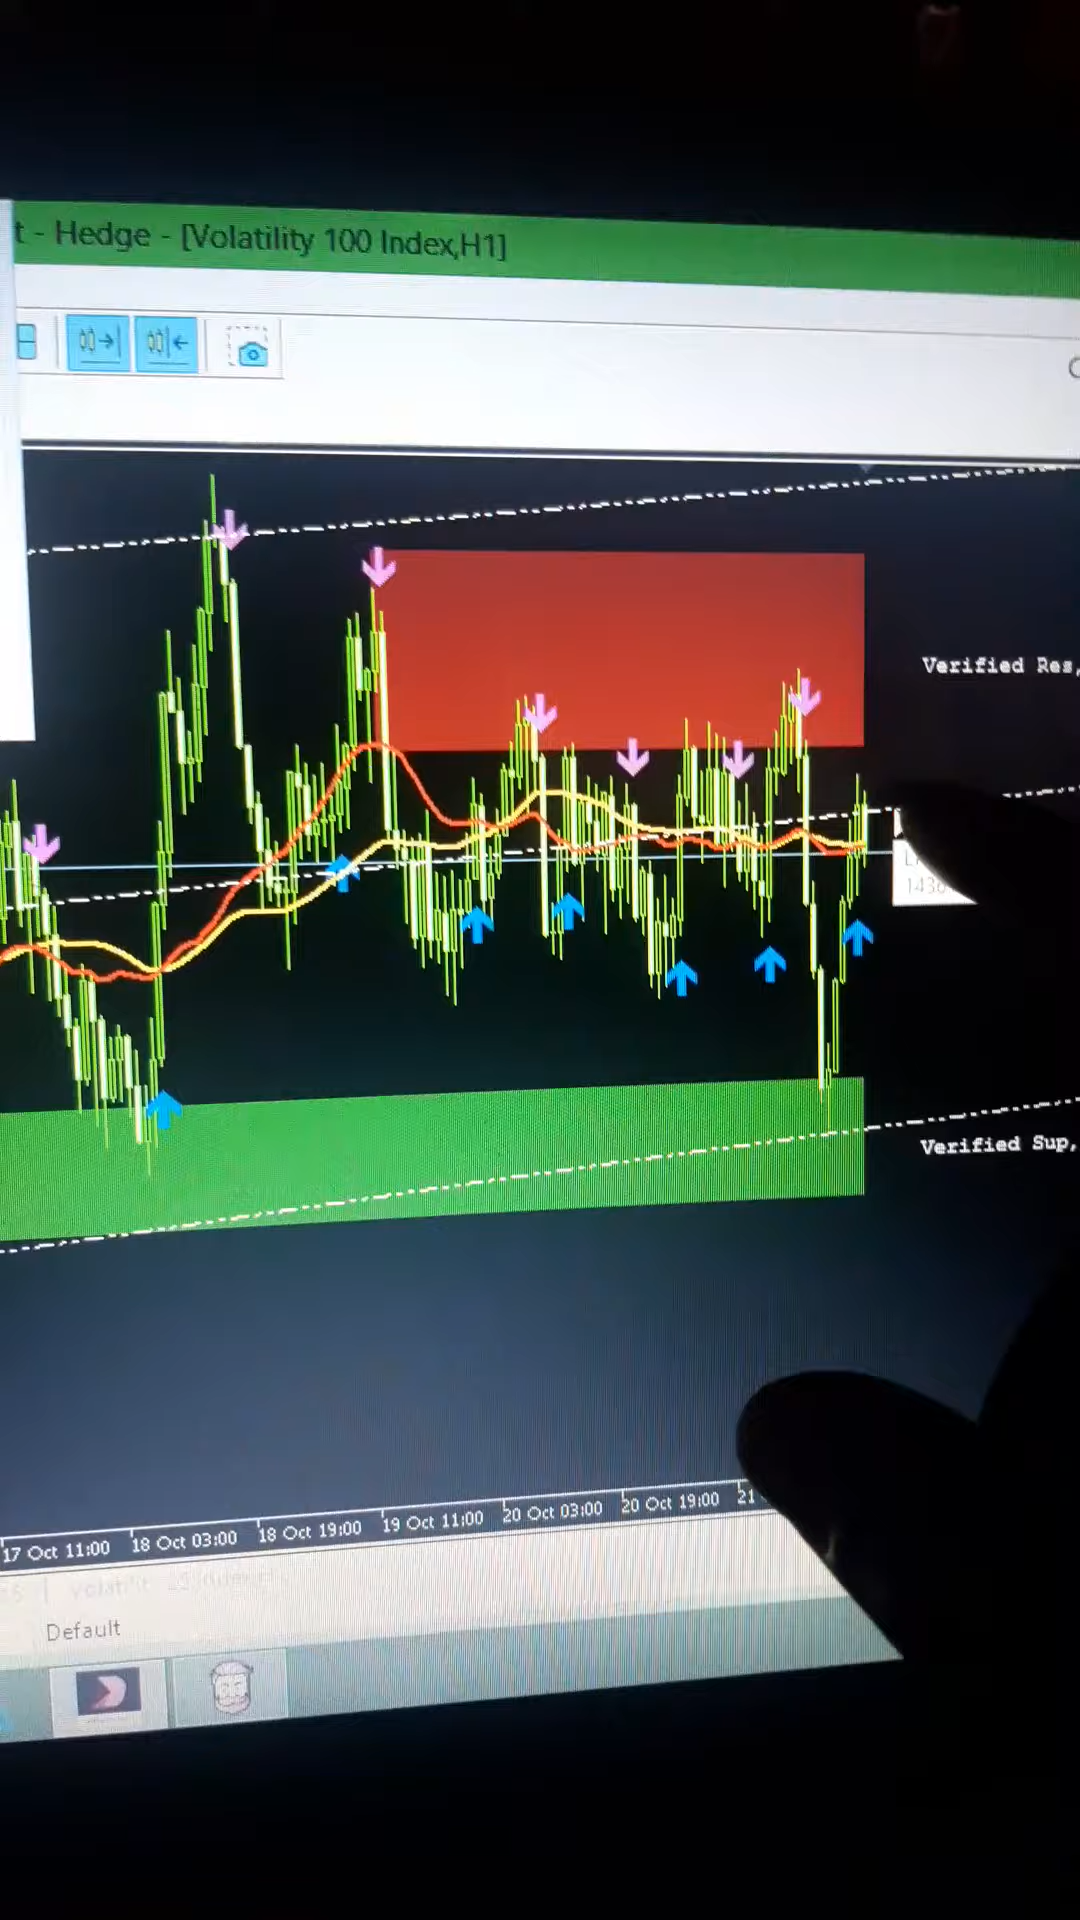 t - Hedge - [Volatility 100 Index,H1]
Verified Res,
Verified Sup,
17 Oct 11:00 18 Oct 03:00 18 Oct 19:00 19 Oct 11:00 20 Oct 03:00 20 Oct 19:00 21
Default